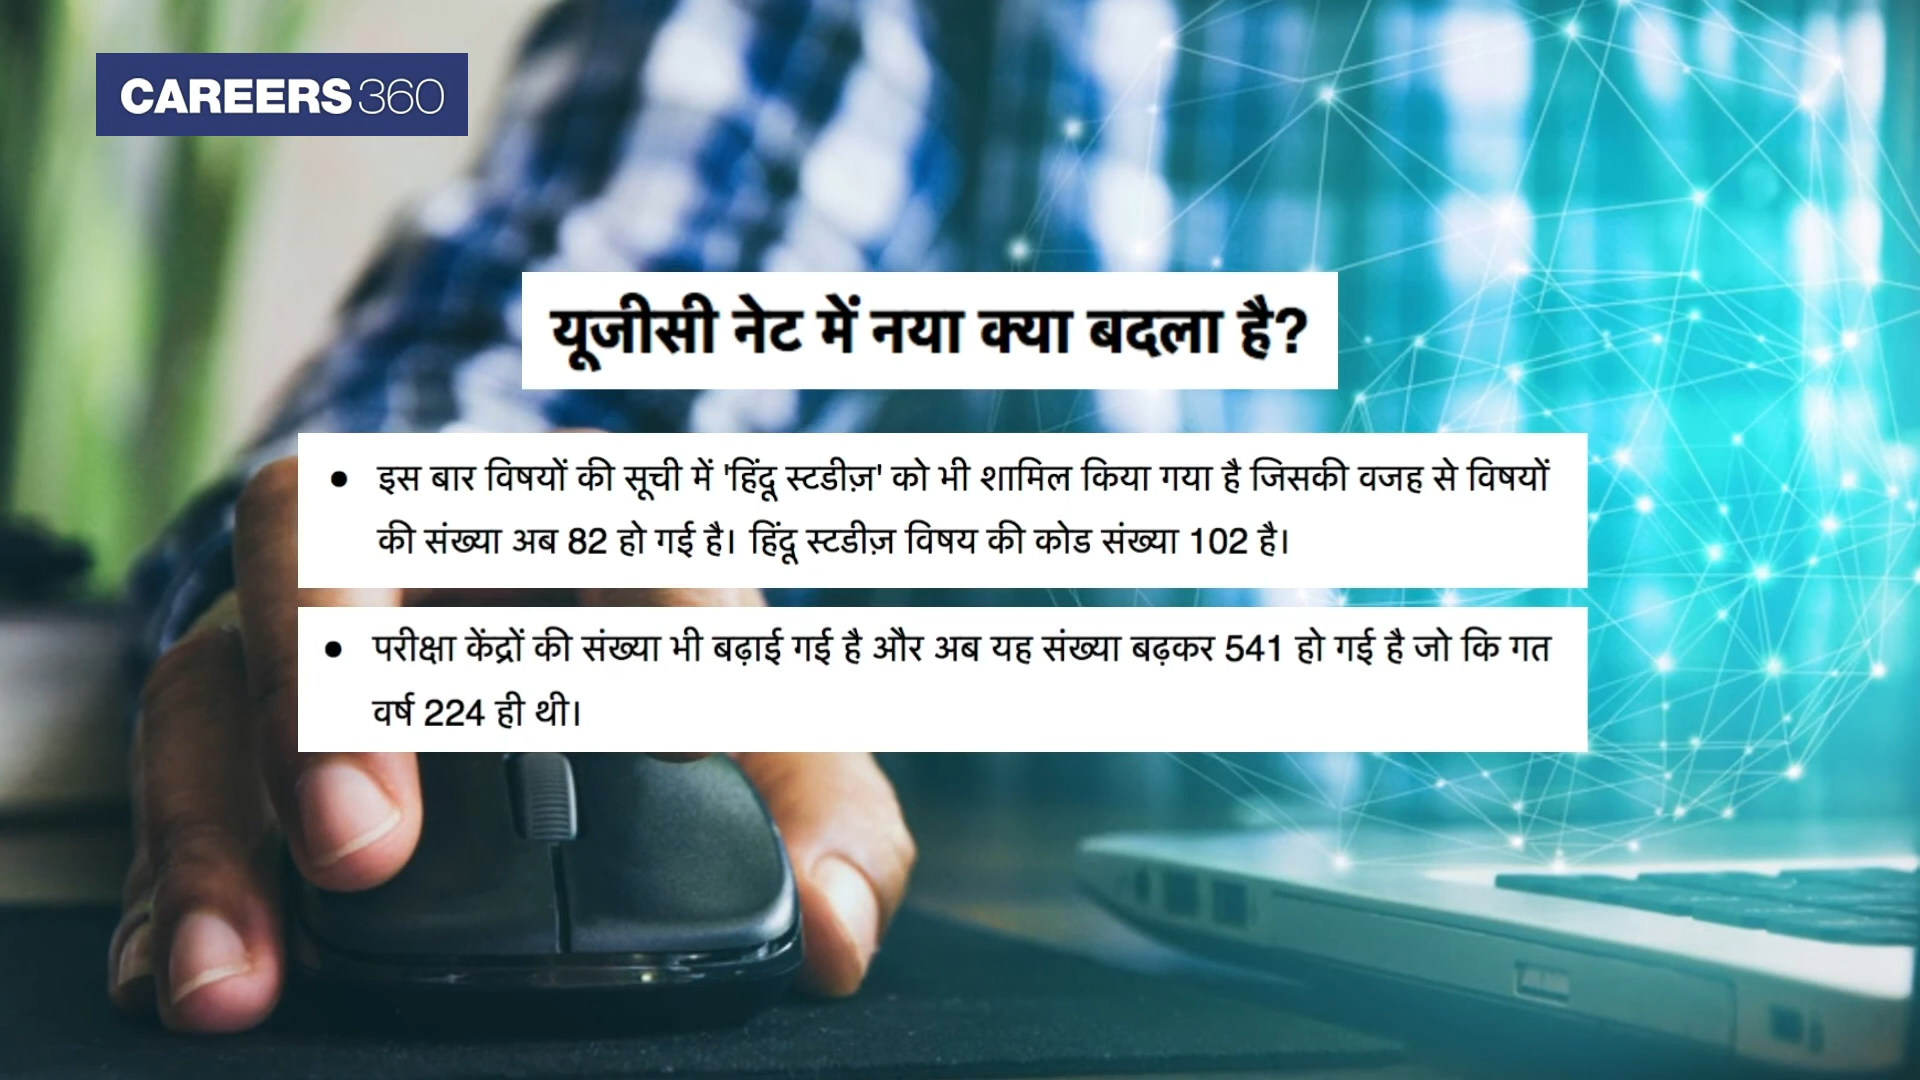 CAREERS360
यूजीसी नेट में नया क्या बदला है?
• इस बार विषयों की सूची में 'हिंदू स्टडीज़' को भी शामिल किया गया है जिसकी वजह से विषयों
की संख्या अब 82 हो गई है। हिंदू स्टडीज़ विषय की कोड संख्या 102 है।
• परीक्षा केंद्रों की संख्या भी बढ़ाई गई है और अब यह संख्या बढ़कर 541 हो गई है जो कि गत
वर्ष 224 ही थी।